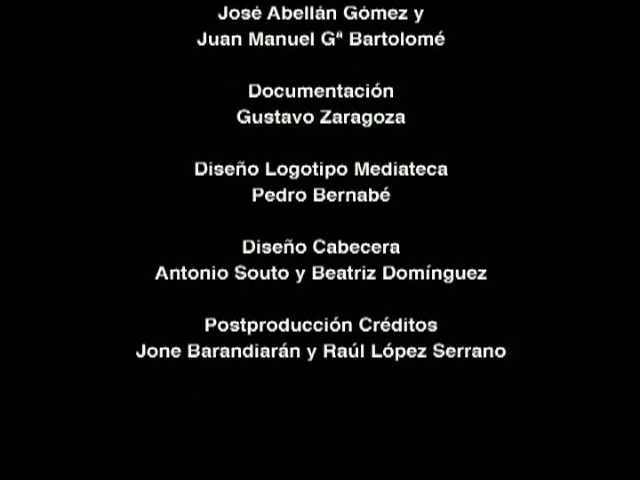 José Abellán Gómez y
Juan Manuel Gª Bartolomé
Documentación
Gustavo Zaragoza
Diseño Logotipo Mediateca
Pedro Bernabé
Diseño Cabecera
Antonio Souto y Beatriz Domínguez
Postproducción Créditos
Jone Barandiarán y Raúl López Serrano